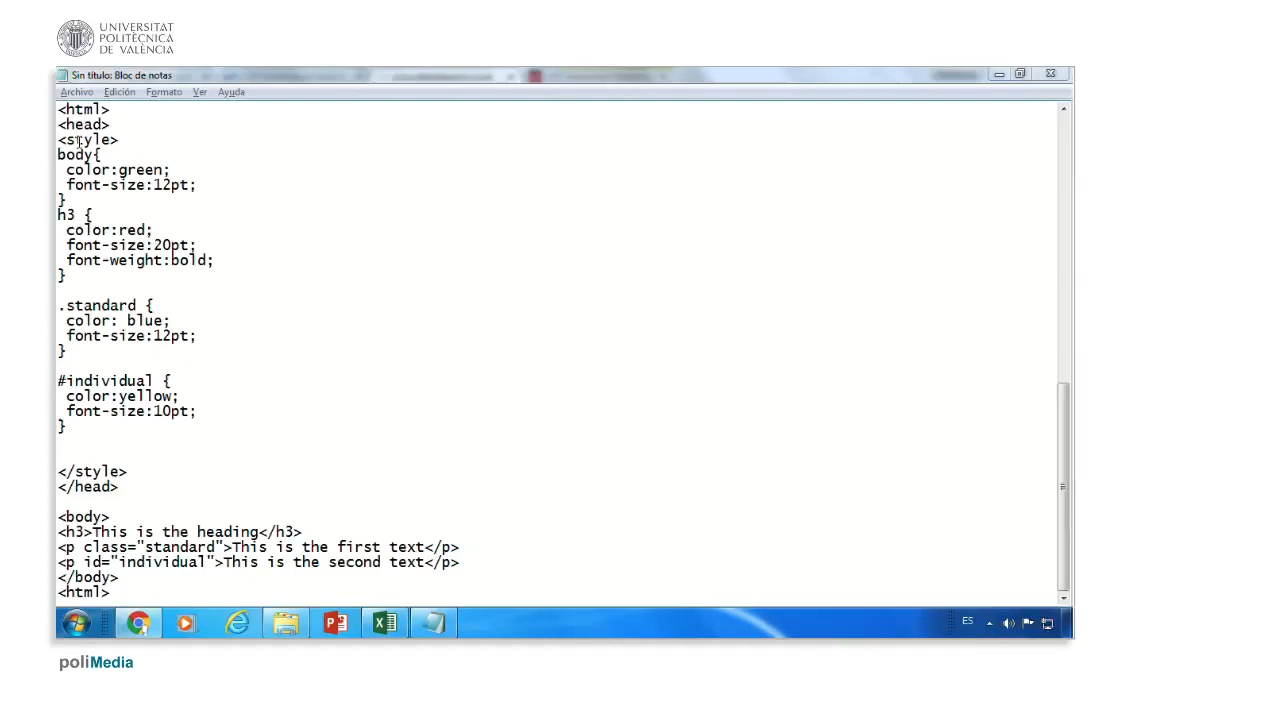 UNIVERSITAT
POLITÈCNICA
DE VALÈNCIA
Sin título: Bloc de notas
Archivo Edición Formato Ver Ayuda
<html>
<head>
<style>
body{
 color:green;
 font-size:12pt;
}
h3 {
 color:red;
 font-size:20pt;
 font-weight:bold;
}
.standard {
 color: blue;
 font-size:12pt;
}
#individual {
 color:yellow;
 font-size:10pt;
}
</style>
</head>
<body>
<h3>This is the heading</h3>
<p class="standard">This is the first text</p>
<p id="individual">This is the second text</p>
</body>
<html>
ES
poliMedia